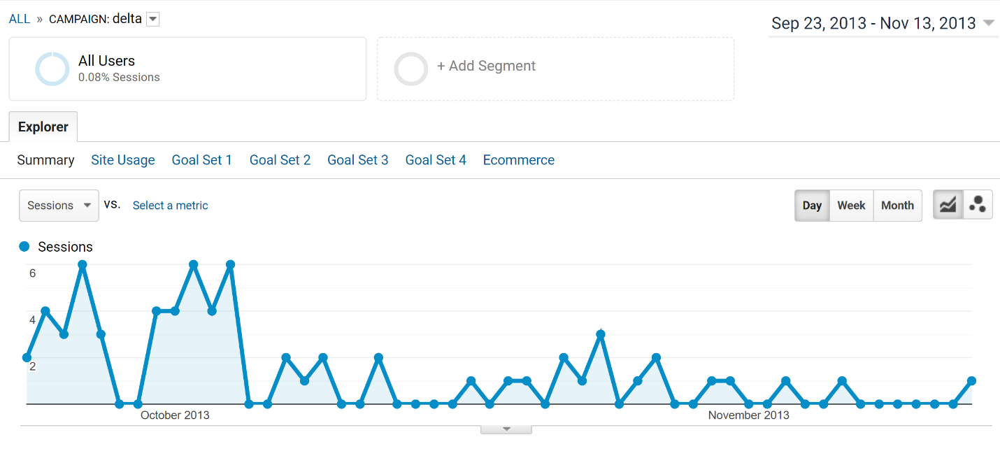 ALL » CAMPAIGN: delta
Sep 23, 2013 - Nov 13, 2013
All Users
0.08% Sessions
+ Add Segment
Explorer
Summary Site Usage Goal Set 1 Goal Set 2 Goal Set 3 Goal Set 4 Ecommerce
Sessions VS. Select a metric
Day Week Month
Sessions
6
4
2
October 2013 November 2013